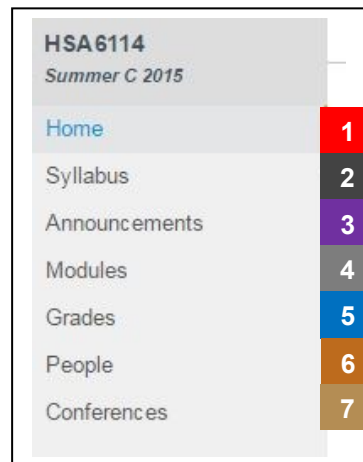 HSA6114
Summer C 2015
Home 1
Syllabus 2
Announcements 3
Modules 4
Grades 5
People 6
Conferences 7